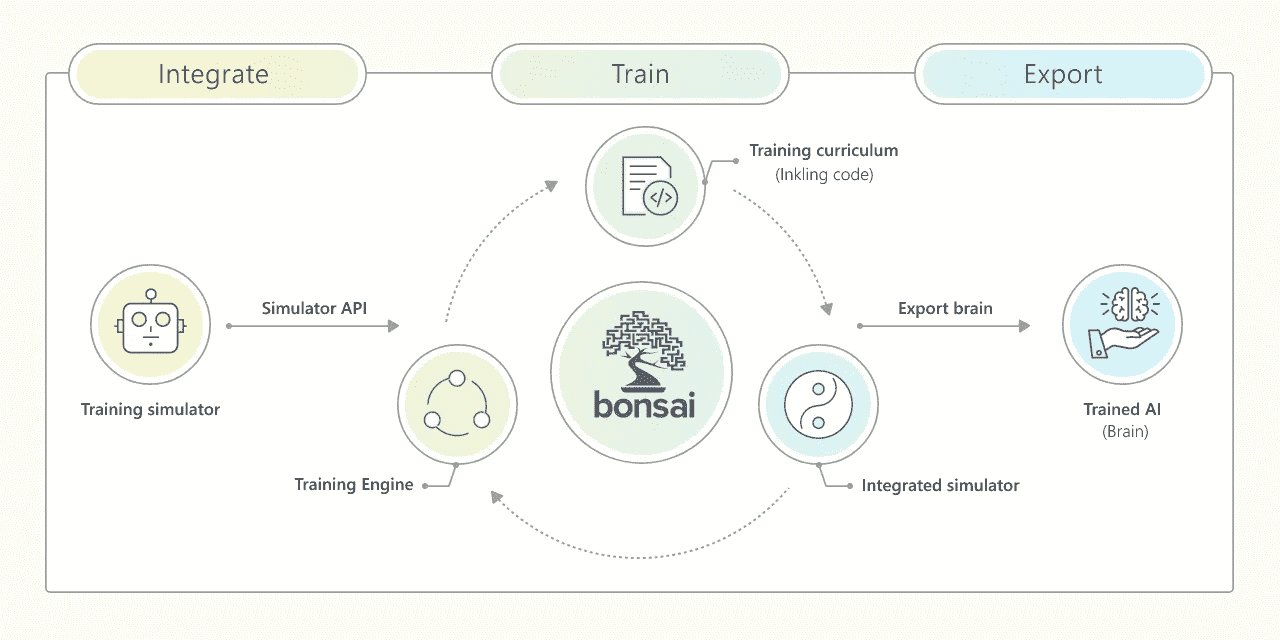 Integrate
Train
Export
Training curriculum
(Inkling code)
Simulator API
Export brain
bonsai
Training simulator
Trained AI
(Brain)
Training Engine
Integrated simulator